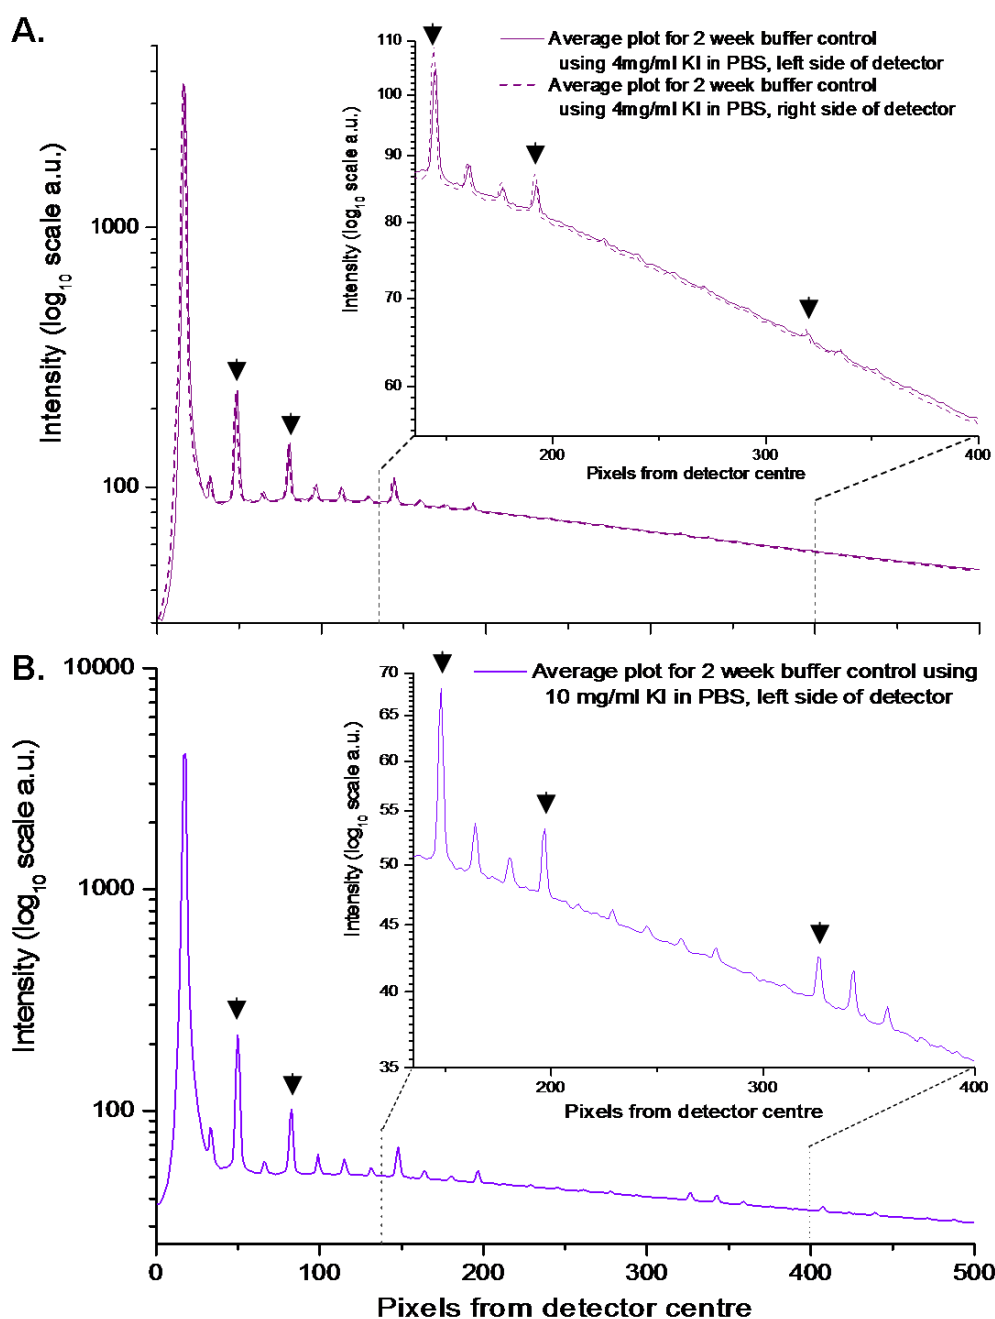 A.
Average plot for 2 week buffer control
using 4mg/ml KI in PBS, left side of detector
Average plot for 2 week buffer control
using 4mg/ml KI in PBS, right side of detector
110
100
90
80
70
60
Intensity (log10 scale a.u.)
200
300
400
Pixels from detector centre
1000
100
Intensity (log10 scale a.u.)
B.
Average plot for 2 week buffer control using
10 mg/ml KI in PBS, left side of detector
70
65
60
55
50
45
40
35
Intensity (log10 scale a.u.)
200
300
400
Pixels from detector centre
10000
1000
100
Intensity (log10 scale a.u.)
0
100
200
300
400
500
Pixels from detector centre